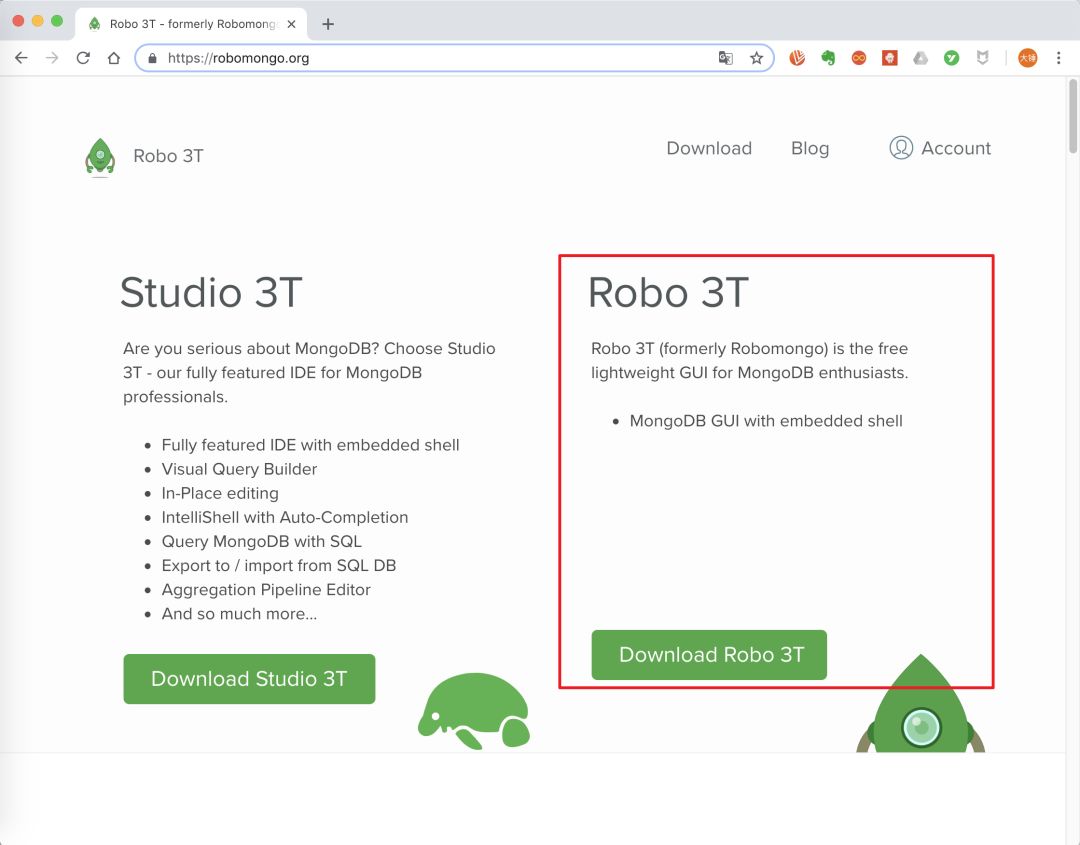 Robo 3T - formerly Robomong
https://robomongo.org
大锤
Robo 3T
Download
Blog
Account
Studio 3T
Are you serious about MongoDB? Choose Studio
3T - our fully featured IDE for MongoDB
professionals.
Fully featured IDE with embedded shell
Visual Query Builder
In-Place editing
IntelliShell with Auto-Completion
Query MongoDB with SQL
Export to / import from SQL DB
Aggregation Pipeline Editor
And so much more...
Download Studio 3T
Robo 3T
Robo 3T (formerly Robomongo) is the free
lightweight GUI for MongoDB enthusiasts.
MongoDB GUI with embedded shell
Download Robo 3T